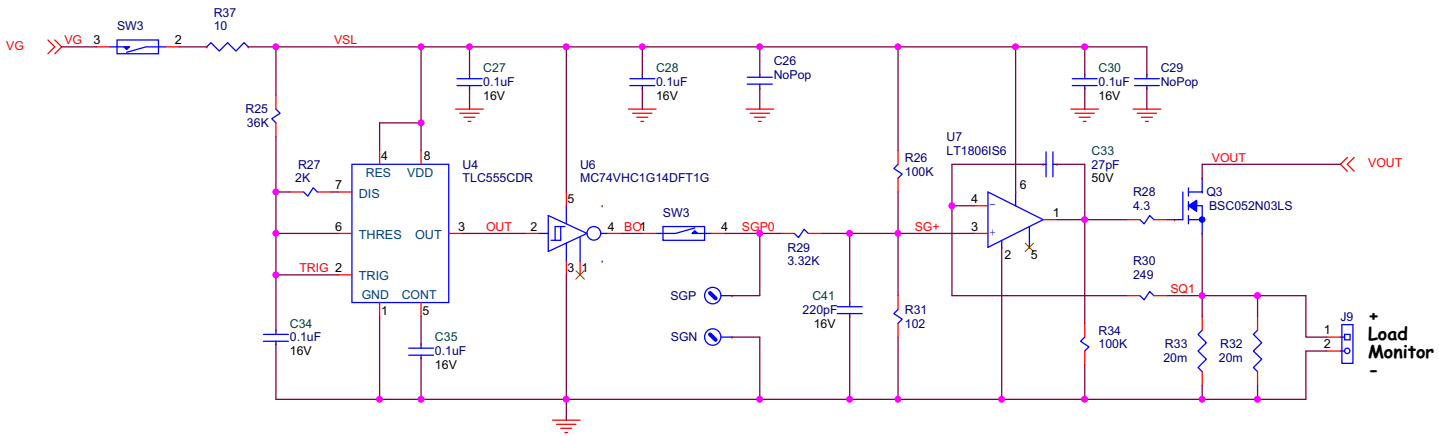 VG
VG
3
SW3
2
R37
10
VSL
C27
0.1uF
16V
C28
0.1uF
16V
C26
NoPop
C30
0.1uF
16V
C29
NoPop
R25
36K
R27
2K
4
8
RES
VDD
7
DIS
6
THRES
OUT
3
TRIG
2
TRIG
GND
CONT
1
5
U4
TLC555CDR
OUT
U6
MC74VHC1G14DFT1G
5
2
4
3
1
BO
1
SW3
4
SGP0
R29
3.32K
SGP
SGN
C41
220pF
16V
R26
100K
SG+
R31
102
U7
LT1806IS6
C33
27pF
50V
6
4
3
1
2
5
R28
4.3
VOUT
VOUT
Q3
BSC052N03LS
R30
249
SQ1
R34
100K
R33
20m
R32
20m
J9
1
2
+
Load
Monitor
-
C34
0.1uF
16V
C35
0.1uF
16V